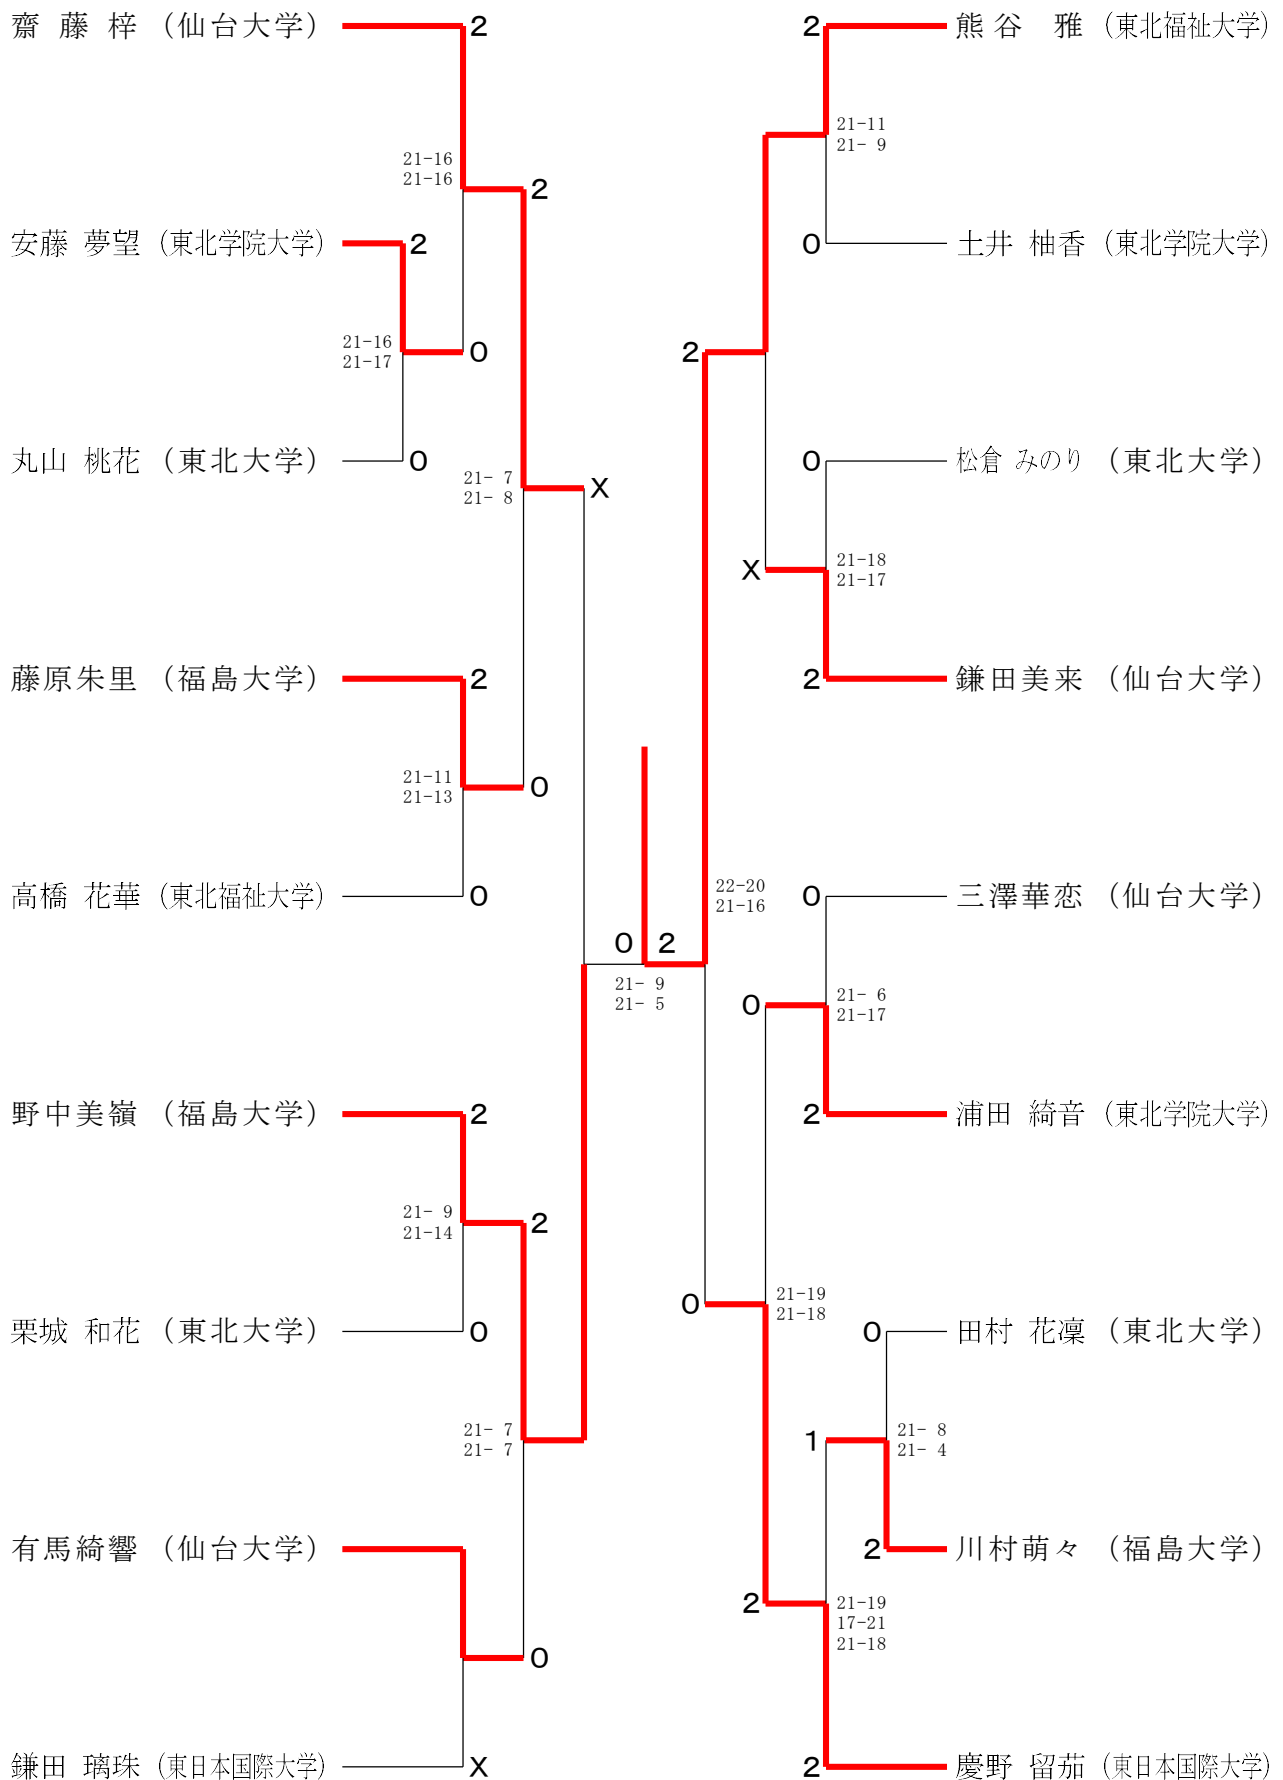 齋藤 梓 (仙台大学)
2
21-16
21-16
2
安藤 夢望 (東北学院大学)
2
21-16
21-17
0
丸山 桃花 (東北大学)
0
21- 7
21- 8
X
藤原朱里 (福島大学)
2
21-11
21-13
0
高橋 花華 (東北福祉大学)
0
野中美嶺 (福島大学)
2
21- 9
21-14
2
栗城 和花 (東北大学)
0
21- 7
21- 7
有馬綺響 (仙台大学)
0
鎌田 璃珠 (東日本国際大学)
X
0 2
21- 9
21- 5
2 熊谷 雅 (東北福祉大学)
21-11
21- 9
0 土井 柚香 (東北学院大学)
2
0 松倉 みのり (東北大学)
X
21-18
21-17
2 鎌田美来 (仙台大学)
22-20
21-16
0 三澤華恋 (仙台大学)
0
21- 6
21-17
2 浦田 綺音 (東北学院大学)
0
21-19
21-18
0 田村 花凜 (東北大学)
1
21- 8
21- 4
2 川村萌々 (福島大学)
2
21-19
17-21
21-18
2 慶野 留茄 (東日本国際大学)